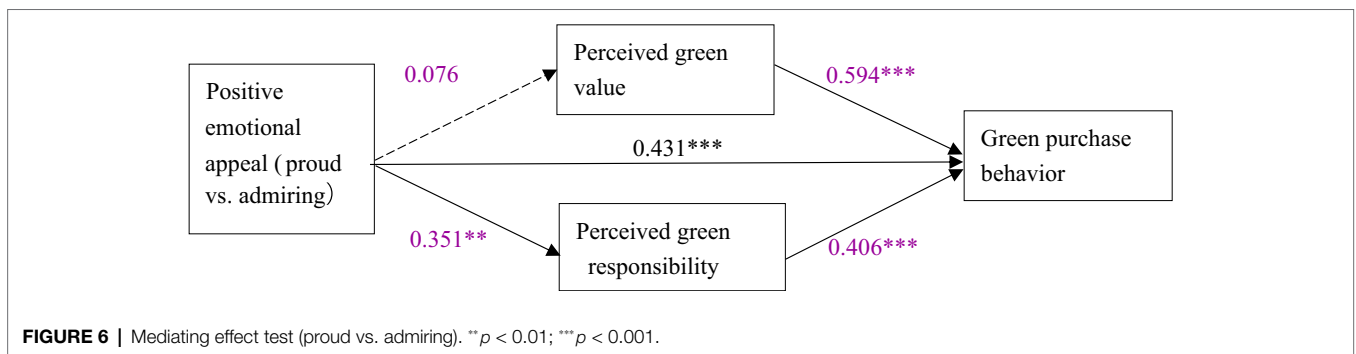 Positive
emotional
appeal (proud
vs. admiring）
0.076
Perceived green
value
0.594***
0.431***
Green purchase
behavior
0.351**
Perceived green
responsibility
0.406***
FIGURE 6 | Mediating effect test (proud vs. admiring). **p < 0.01; ***p < 0.001.